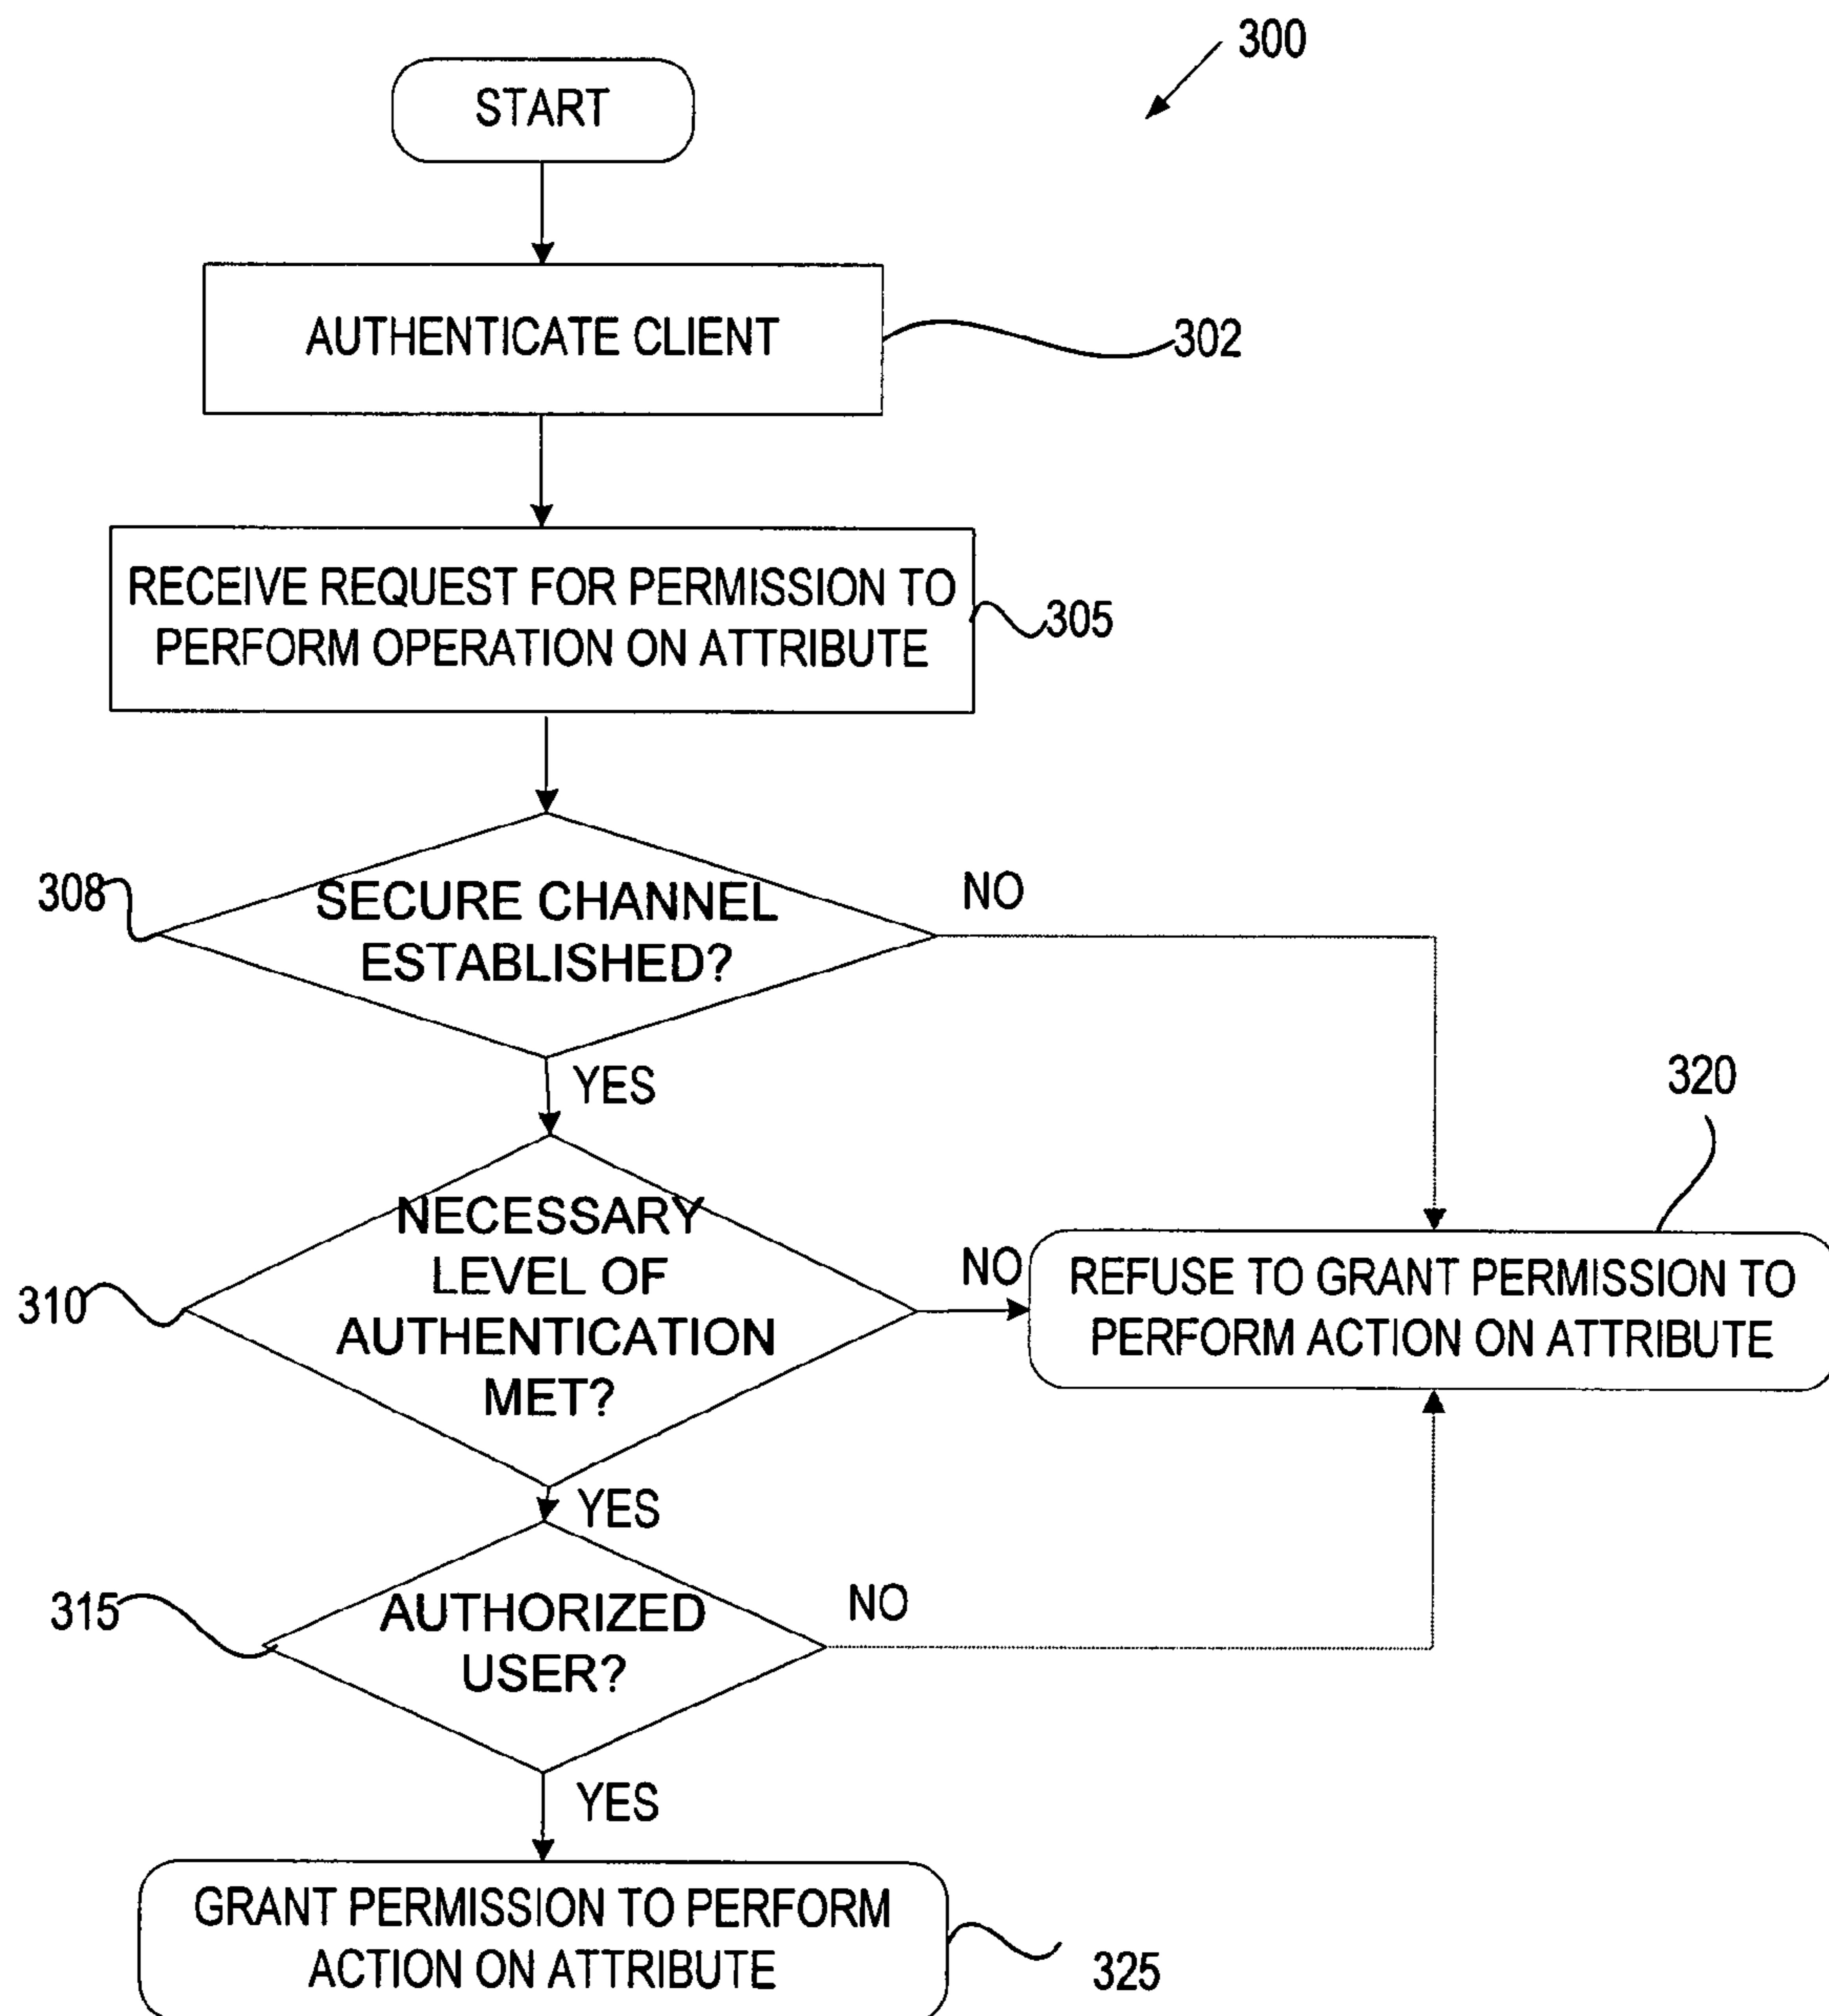 300
START
AUTHENTICATE CLIENT
302
RECEIVE REQUEST FOR PERMISSION TO
PERFORM OPERATION ON ATTRIBUTE
305
308
SECURE CHANNEL
ESTABLISHED?
NO
YES
320
310
NECESSARY
LEVEL OF
AUTHENTICATION
MET?
NO
REFUSE TO GRANT PERMISSION TO
PERFORM ACTION ON ATTRIBUTE
YES
315
AUTHORIZED
USER?
NO
YES
GRANT PERMISSION TO PERFORM
ACTION ON ATTRIBUTE
325